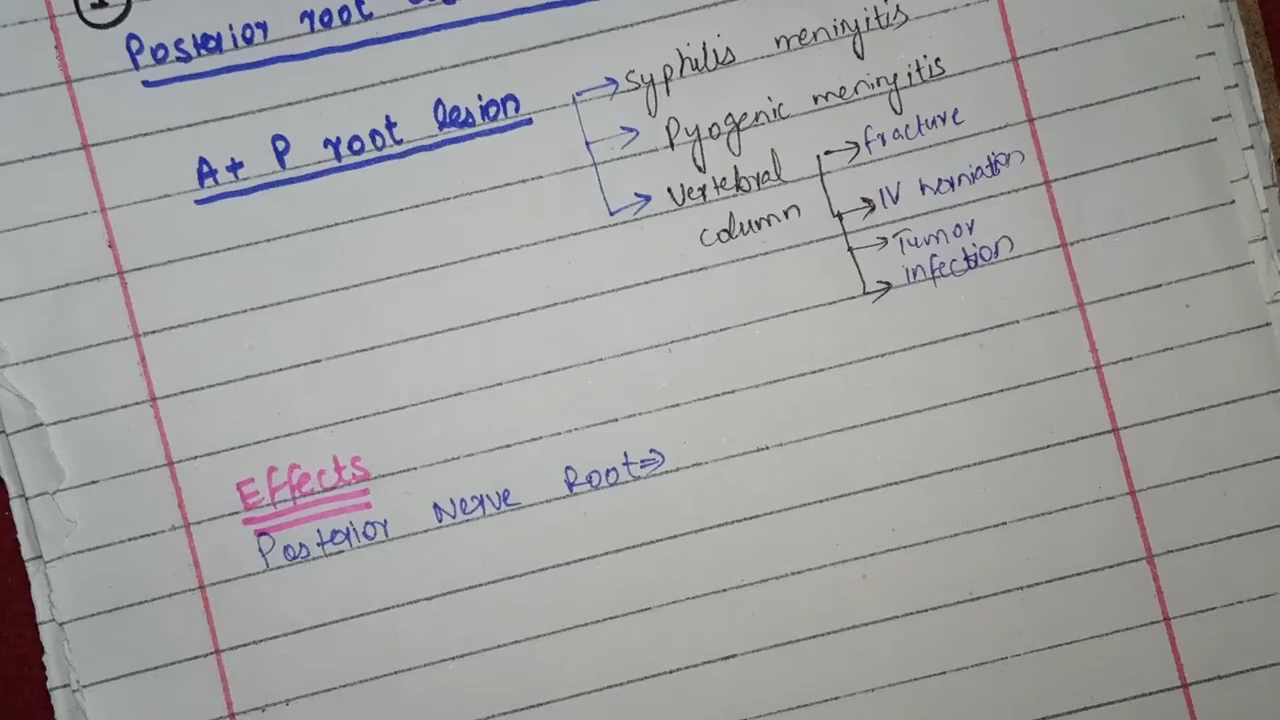 Posterior root
A+ P root lesion
→ Syphilis meningitis
→ Pyogenic meningitis
→ Vertebral column
→ fracture
→ IV herniation
→ Tumor
→ infection
Effects
Posterior Nerve Root ⇒